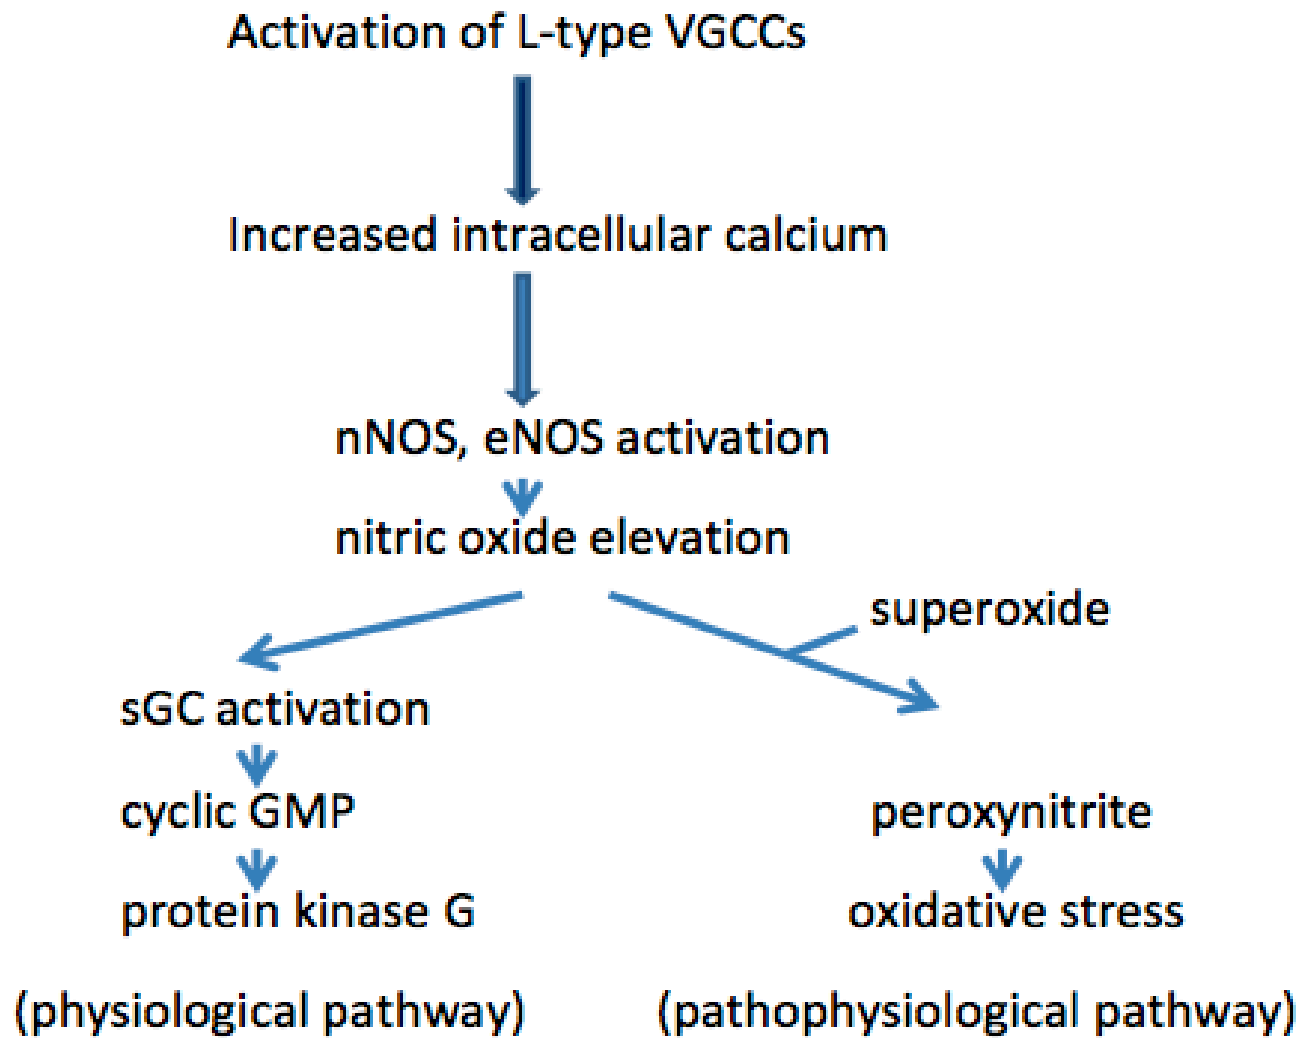 Activation of L-type VGCCs
Increased intracellular calcium
nNOS, eNOS activation
nitric oxide elevation
superoxide
sGC activation
cyclic GMP
peroxynitrite
protein kinase G
oxidative stress
(physiological pathway)
(pathophysiological pathway)